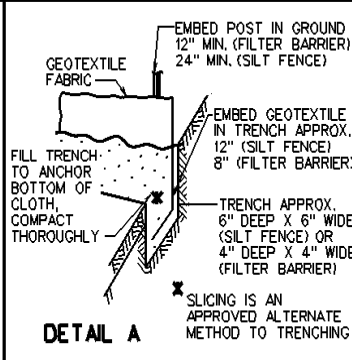 EMBED POST IN GROUND
12" MIN. (FILTER BARRIER)
24" MIN. (SILT FENCE)
GEOTEXTILE
FABRIC
EMBED GEOTEXTILE
IN TRENCH APPROX.
12" (SILT FENCE)
8" (FILTER BARRIER)
FILL TRENCH
TO ANCHOR
BOTTOM OF
CLOTH,
COMPACT
THOROUGHLY
TRENCH APPROX.
6" DEEP X 6" WIDE
(SILT FENCE) OR
4" DEEP X 4" WIDE
(FILTER BARRIER)
SLICING IS AN
APPROVED ALTERNATE
METHOD TO TRENCHING
DETAIL A